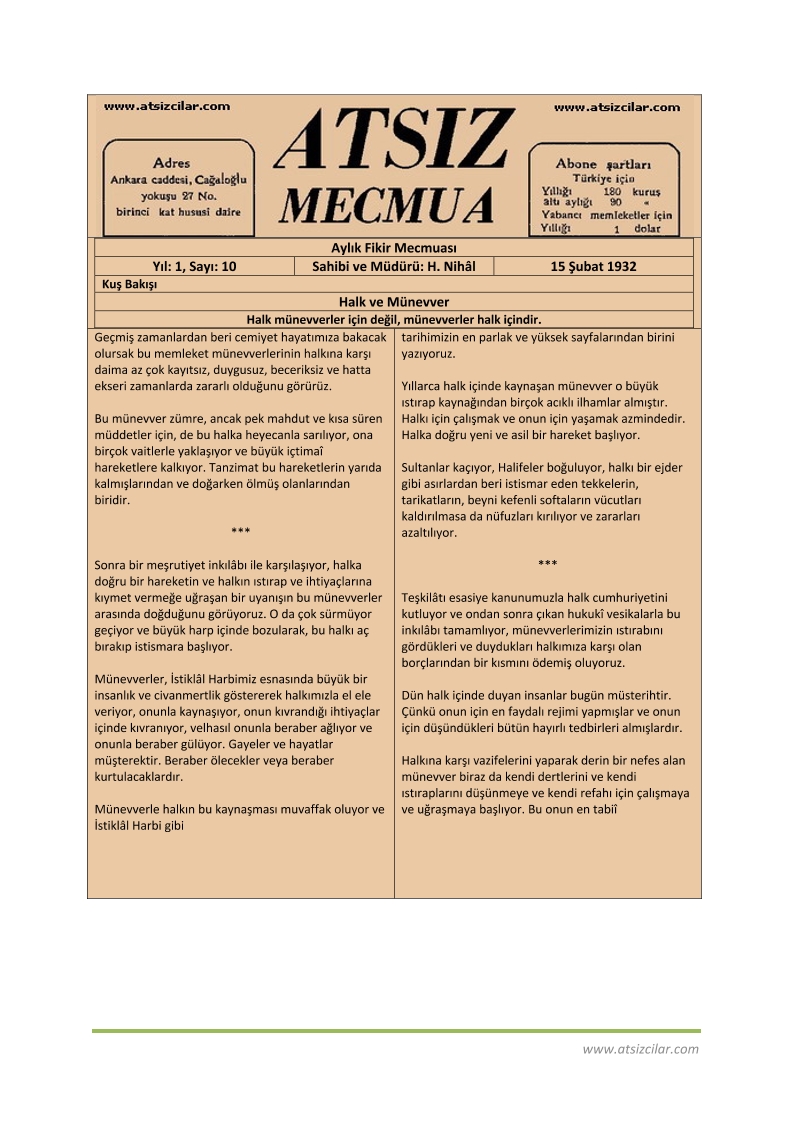 www.atsizcilar.com
www.atsizcilar.com
ATSIZ
MECMUA
Adres
Ankara caddesi, Cağaloğlu
yokuşu 27 No.
birinci kat hususi daire
Abone şartları
Türkiye için
Yıllığı 180 kuruş
altı aylığı 90 «
Yabancı memleketler için
Yıllığı 1 dolar
Aylık Fikir Mecmuası
Yıl: 1, Sayı: 10
Sahibi ve Müdürü: H. Nihâl
15 Şubat 1932
Kuş Bakışı
Halk ve Münevver
Halk münevverler için değil, münevverler halk içindir.
Geçmiş zamanlardan beri cemiyet hayatımıza bakacak
olursak bu memleket münevverlerinin halkına karşı
daima az çok kayıtsız, duygusuz, beceriksiz ve hatta
ekseri zamanlarda zararlı olduğunu görürüz.
Bu münevver zümre, ancak pek mahdut ve kısa süren
müddetler için, de bu halka heyecanla sarılıyor, ona
birçok vaitlerle yaklaşıyor ve büyük içtimaî
hareketlere kalkıyor. Tanzimat bu hareketlerin yarıda
kalmışlarından ve doğarken ölmüş olanlarından
biridir.
***
Sonra bir meşrutiyet inkılâbı ile karşılaşıyor, halka
doğru bir hareketin ve halkın ıstırap ve ihtiyaçlarına
kıymet vermeğe uğraşan bir uyanışın bu münevverler
arasında doğduğunu görüyoruz. O da çok sürmüyor
geçiyor ve büyük harp içinde bozularak, bu halkı aç
bırakıp istismara başlıyor.
Münevverler, İstiklâl Harbimiz esnasında büyük bir
insanlık ve civanmertlik göstererek halkımızla el ele
veriyor, onunla kaynaşıyor, onun kıvrandığı ihtiyaçlar
içinde kıvranıyor, velhasıl onunla beraber ağlıyor ve
onunla beraber gülüyor. Gayeler ve hayatlar
müşterektir. Beraber ölecekler veya beraber
kurtulacaklardır.
Münevverle halkın bu kaynaşması muvaffak oluyor ve
İstiklâl Harbi gibi
tarihimizin en parlak ve yüksek sayfalarından birini
yazıyoruz.
Yıllarca halk içinde kaynaşan münevver o büyük
ıstırap kaynağından birçok acıklı ilhamlar almıştır.
Halkı için çalışmak ve onun için yaşamak azmindedir.
Halka doğru yeni ve asil bir hareket başlıyor.
Sultanlar kaçıyor, Halifeler boğuluyor, halkı bir ejder
gibi asırlardan beri istismar eden tekkelerin,
tarikatların, beyni kefenli softaların vücutları
kaldırılmasa da nüfuzları kırılıyor ve zararları
azaltılıyor.
***
Teşkilâtı esasiye kanunumuzla halk cumhuriyetini
kutluyor ve ondan sonra çıkan hukukî vesikalarla bu
inkılâbı tamamlıyor, münevverlerimizin ıstırabını
gördükleri ve duydukları halkımıza karşı olan
borçlarından bir kısmını ödemiş oluyoruz.
Dün halk içinde duyan insanlar bugün müsterihtir.
Çünkü onun için en faydalı rejimi yapmışlar ve onun
için düşündükleri bütün hayırlı tedbirleri almışlardır.
Halkına karşı vazifelerini yaparak derin bir nefes alan
münevver biraz da kendi dertlerini ve kendi
ıstıraplarını düşünmeye ve kendi refahı için çalışmaya
ve uğraşmaya başlıyor. Bu onun en tabiî
www.atsizcilar.com